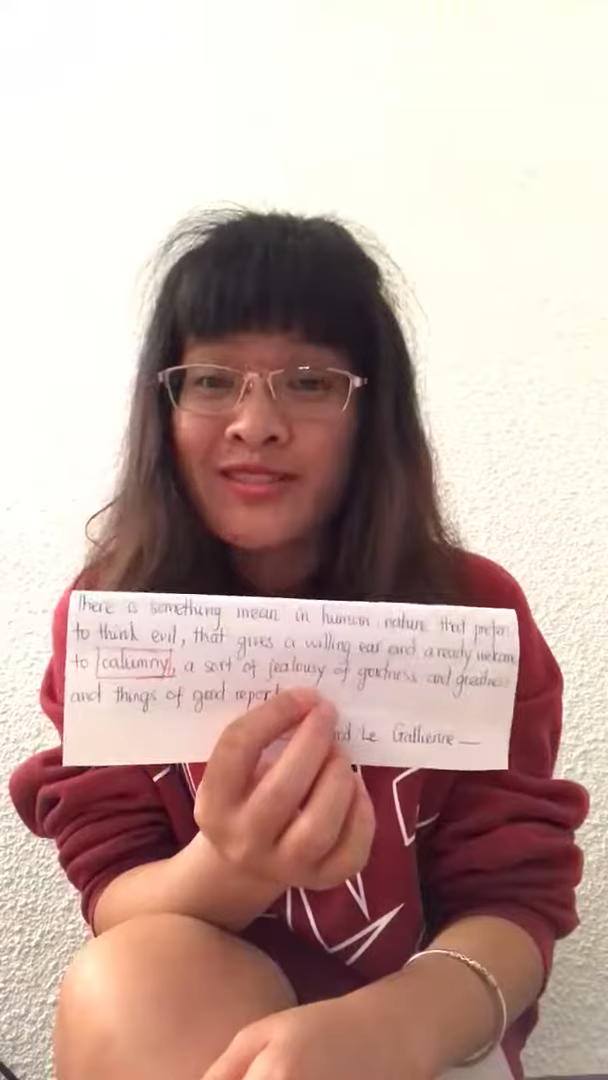 There is something mean in human nature that prefers
to think evil, that gives a willing ear and a ready welcome
to calumny, a sort of jealousy of goodness and greatness
and things of good report
Le Gallienne —